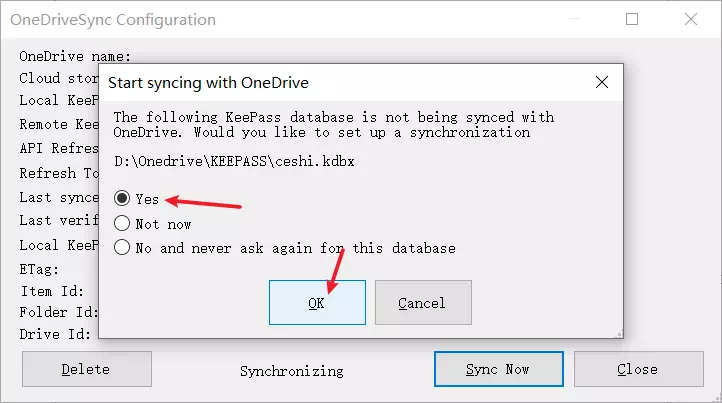 OneDriveSync Configuration
OneDrive name:
Cloud stor
Local KeeP
Remote Kee
API Refres
Refresh To
Last synce
Last verif
Local KeeP
ETag:
Item Id:
Folder Id:
Drive Id:
Start syncing with OneDrive
The following KeePass database is not being synced with
OneDrive. Would you like to set up a synchronization
D:\Onedrive\KEEPASS\ceshi.kdbx
Yes
Not now
No and never ask again for this database
OK
Cancel
Delete
Synchronizing
Sync Now
Close